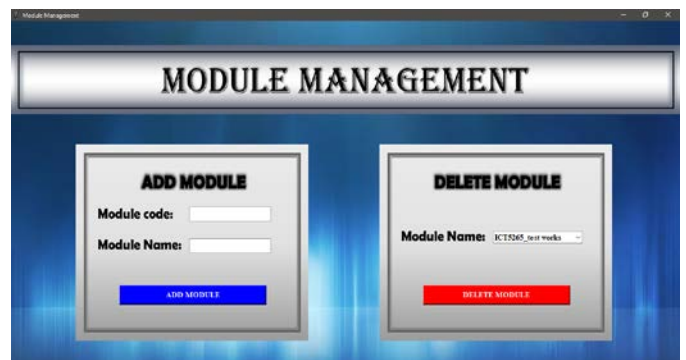 Module Management
MODULE MANAGEMENT
ADD MODULE
Module code:
Module Name:
ADD MODULE
DELETE MODULE
Module Name: ICT5265_test works
DELETE MODULE